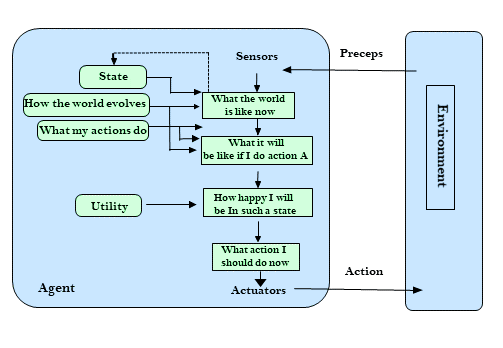 Sensors
Preceps
State
How the world evolves
What the world
is like now
What my actions do
What it will
be like if I do action A
Environment
Utility
How happy I will
be In such a state
What action I
should do now
Action
Agent
Actuators